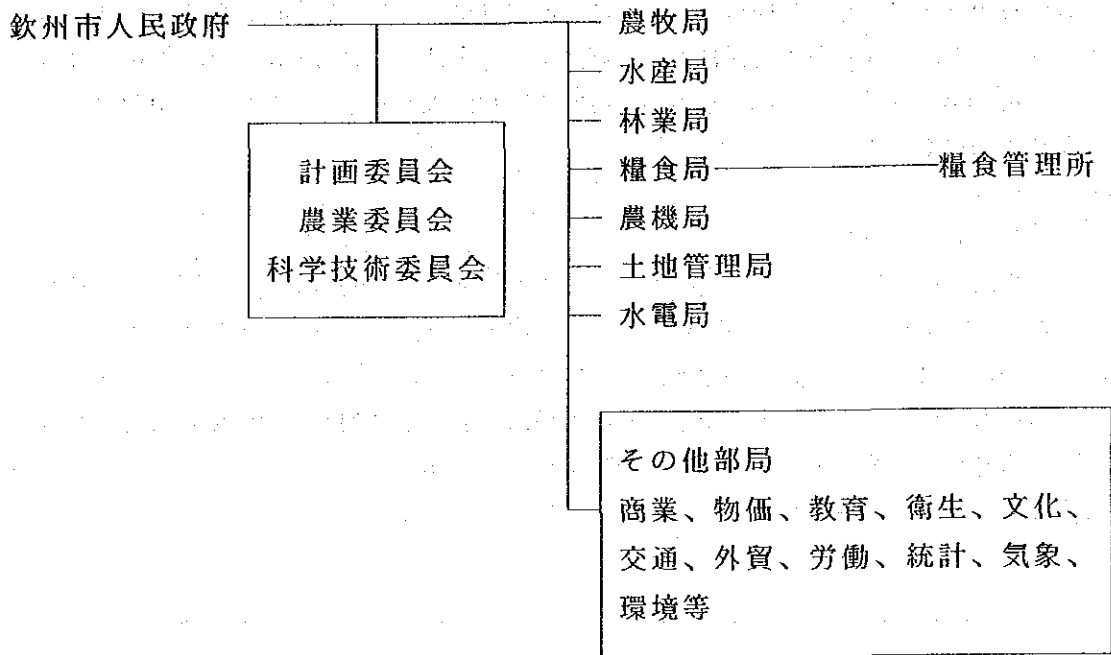 欽州市人民政府
農牧局
水産局
林業局
糧食局
糧食管理所
農機局
土地管理局
水電局
計画委員会
農業委員会
科学技術委員会
その他部局
商業、物価、教育、衛生、文化、
交通、外貿、労働、統計、気象、
環境等